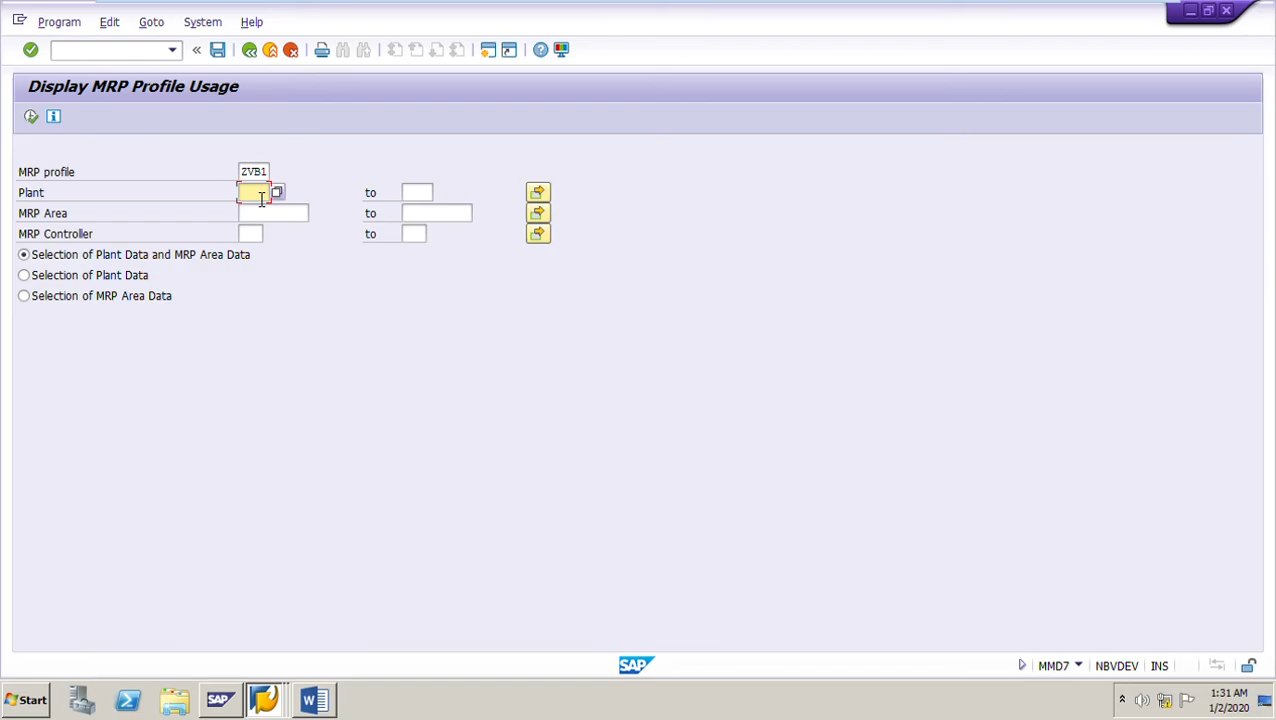 Program Edit Goto System Help
Display MRP Profile Usage
MRP profile ZVB1
Plant to
MRP Area to
MRP Controller to
Selection of Plant Data and MRP Area Data
Selection of Plant Data
Selection of MRP Area Data
SAP MMD7 NBVDEV INS
Start SAP 1:31 AM
1/2/2020